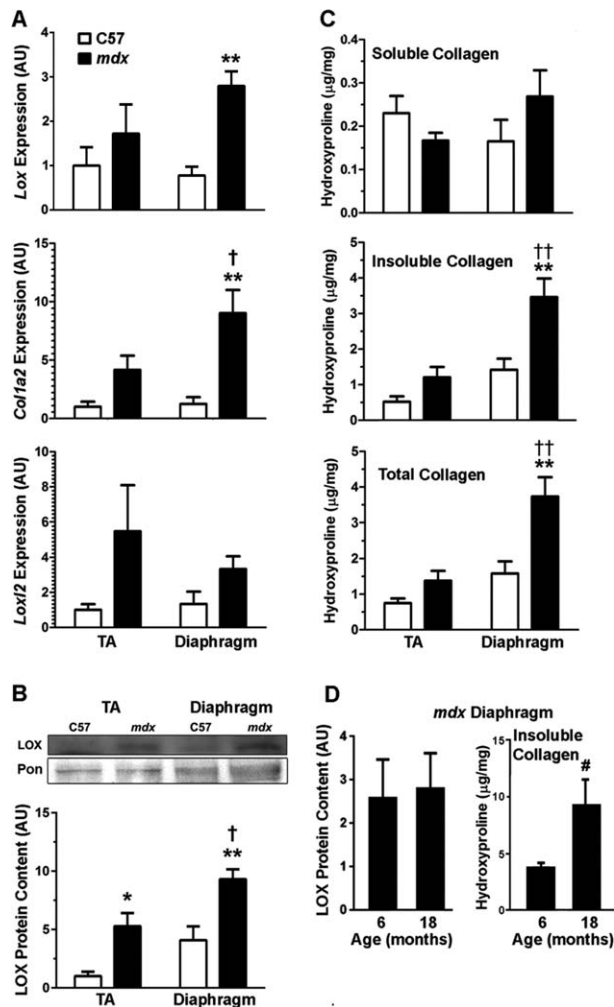 A
C57
mdx
Lox Expression (AU)
4
3
2
1
0
**
Col1a2 Expression (AU)
15
10
5
0
†
**
Loxl2 Expression (AU)
10
8
6
4
2
0
TA Diaphragm
B
TA Diaphragm
C57 mdx C57 mdx
LOX
Pon
LOX Protein Content (AU)
15
10
5
0
*
†
**
TA Diaphragm
C
Soluble Collagen
Hydroxyproline (µg/mg)
0.4
0.3
0.2
0.1
0.0
Insoluble Collagen
Hydroxyproline (µg/mg)
5
4
3
2
1
0
††
**
Total Collagen
Hydroxyproline (µg/mg)
5
4
3
2
1
0
††
**
TA Diaphragm
D
mdx Diaphragm
LOX Protein Content (AU)
4
3
2
1
0
6 18
Age (months)
Insoluble
Collagen
Hydroxyproline (µg/mg)
15
10
5
0
#
6 18
Age (months)